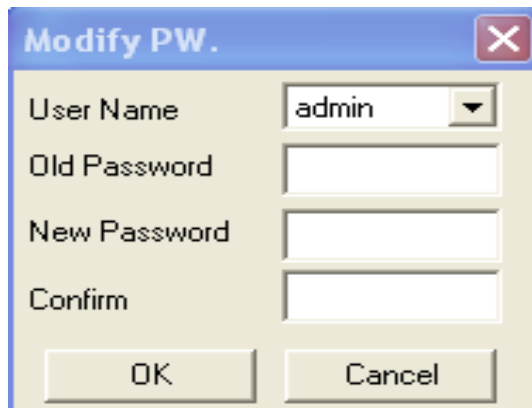 Modify PW.
User Name admin
Old Password
New Password
Confirm
OK Cancel